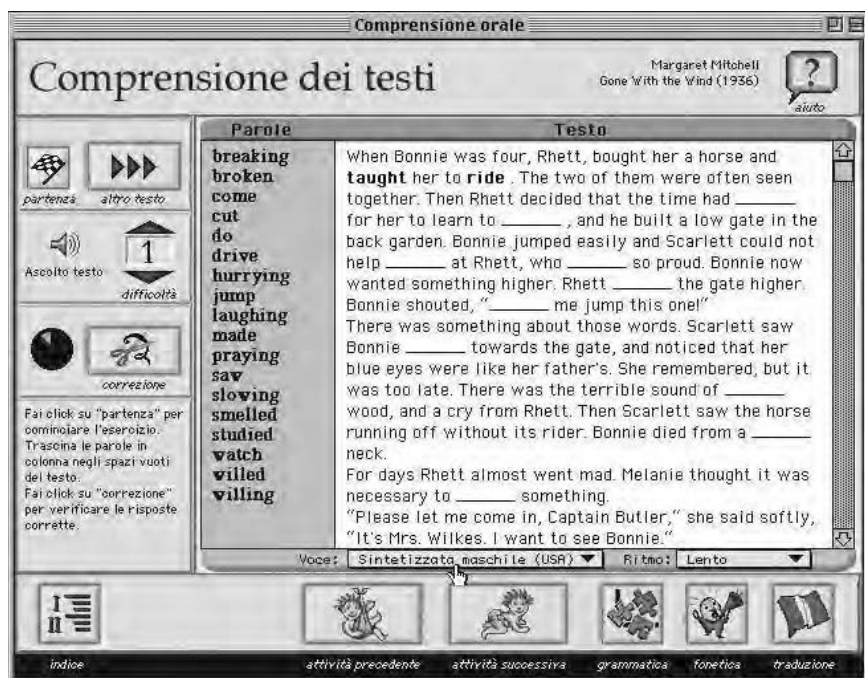 Comprensione orale
Comprensione dei testi
Margaret Mitchell
Gone With the Wind (1936)
?
aiuto
partenza
altro testo
Ascolto testo
1
difficoltà
correzione
Fai click su "partenza" per
cominciare l'esercizio.
Trascina le parole in
colonna negli spazi vuoti
del testo.
Fai click su "correzione"
per verificare le risposte
corrette.
Parole
breaking
broken
come
cut
do
drive
hurrying
jump
laughing
made
praying
saw
slowing
smelled
studied
watch
willed
willing
Testo
When Bonnie was four, Rhett, bought her a horse and
taught her to ride . The two of them were often seen
together. Then Rhett decided that the time had ______
for her to learn to ______ , and he built a low gate in the
back garden. Bonnie jumped easily and Scarlett could not
help ______ at Rhett, who ______ so proud. Bonnie now
wanted something higher. Rhett ______ the gate higher.
Bonnie shouted, "______ me jump this one!"
There was something about those words. Scarlett saw
Bonnie ______ towards the gate, and noticed that her
blue eyes were like her father's. She remembered, but it
was too late. There was the terrible sound of ______
wood, and a cry from Rhett. Then Scarlett saw the horse
running off without its rider. Bonnie died from a ______
neck.
For days Rhett almost went mad. Melanie thought it was
necessary to ______ something.
"Please let me come in, Captain Butler," she said softly,
"It's Mrs. Wilkes. I want to see Bonnie."
Voce: Sintetizzata maschile (USA) Ritmo: Lento
I
II
indice
attività precedente
attività successiva
grammatica
fonetica
traduzione